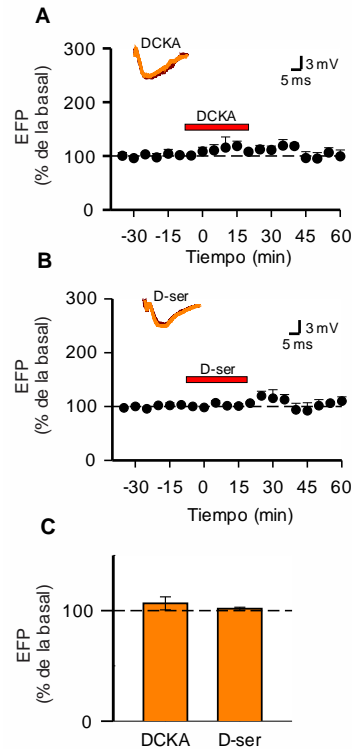 A
300
200
100
0
EFP
(% de la basal)
DCKA
3 mV
5 ms
DCKA
-30 -15 0 15 30 45 60
Tiempo (min)
B
300
200
100
0
EFP
(% de la basal)
D-ser
3 mV
5 ms
D-ser
-30 -15 0 15 30 45 60
Tiempo (min)
C
100
0
EFP
(% de la basal)
DCKA D-ser